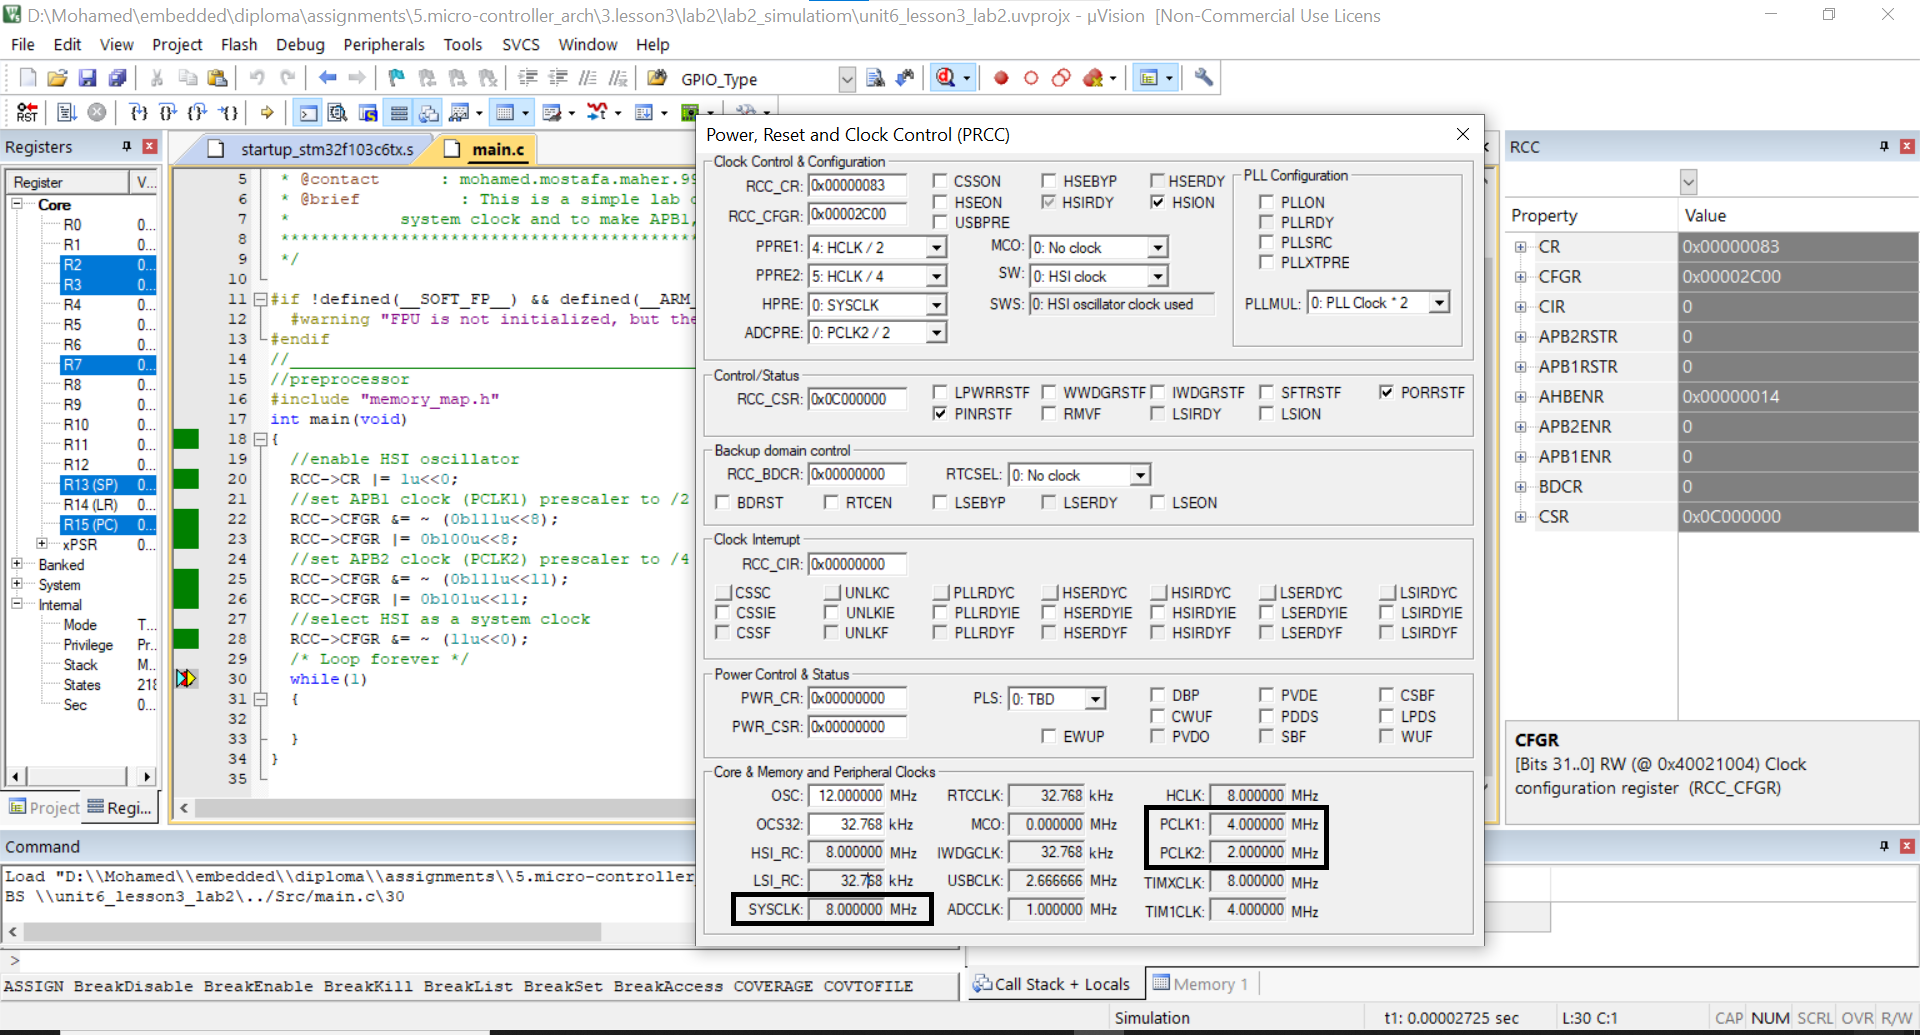 D:\Mohamed\embedded\diploma\assignments\5.micro-controller_arch\3.lesson3\lab2\lab2_simulatiom\unit6_lesson3_lab2.uvprojx - µVision [Non-Commercial Use Licens
File Edit View Project Flash Debug Peripherals Tools SVCS Window Help
GPIO_Type
RST
Registers
Register V...
Core
R0 0...
R1 0...
R2 0...
R3 0...
R4 0...
R5 0...
R6 0...
R7 0...
R8 0...
R9 0...
R10 0...
R11 0...
R12 0...
R13 (SP) 0...
R14 (LR) 0...
R15 (PC) 0...
xPSR 0...
Banked
System
Internal
Mode T...
Privilege Pr...
Stack M...
States 218
Sec 0...
Project Regi...
startup_stm32f103c6tx.s main.c
5 * @contact : mohamed.mostafa.maher.99
6 * @brief : This is a simple lab
7 * system clock and to make APB1,
8 *******************************************
9 */
10
11 #if !defined(__SOFT_FP__) && defined(__ARM_
12 #warning "FPU is not initialized, but the
13 #endif
14 //
15 //preprocessor
16 #include "memory_map.h"
17 int main(void)
18 {
19 //enable HSI oscillator
20 RCC->CR |= 1u<<0;
21 //set APB1 clock (PCLK1) prescaler to /2
22 RCC->CFGR &= ~ (0b111u<<8);
23 RCC->CFGR |= 0b100u<<8;
24 //set APB2 clock (PCLK2) prescaler to /4
25 RCC->CFGR &= ~ (0b111u<<11);
26 RCC->CFGR |= 0b101u<<11;
27 //select HSI as a system clock
28 RCC->CFGR &= ~ (11u<<0);
29 /* Loop forever */
30 while(1)
31 {
32
33 }
34 }
35
Power, Reset and Clock Control (PRCC)
Clock Control & Configuration
RCC_CR: 0x00000083 CSSON HSEBYP HSERDY
HSEON HSIRDY HSION
RCC_CFGR: 0x00002C00 USBPRE
PPRE1: 4: HCLK / 2 MCO: 0: No clock
PPRE2: 5: HCLK / 4 SW: 0: HSI clock
HPRE: 0: SYSCLK SWS: 0: HSI oscillator clock used
ADCPRE: 0: PCLK2 / 2
PLL Configuration
PLLON
PLLRDY
PLLSRC
PLLXTPRE
PLLMUL: 0: PLL Clock * 2
Control/Status
RCC_CSR: 0x0C000000 LPWRRSTF WWDGRSTF IWDGRSTF SFTRSTF PORRSTF
PINRSTF RMVF LSIRDY LSION
Backup domain control
RCC_BDCR: 0x00000000 RTCSEL: 0: No clock
BDRST RTCEN LSEBYP LSERDY LSEON
Clock Interrupt
RCC_CIR: 0x00000000
CSSC UNLKC PLLRDYC HSERDYC HSIRDYC LSERDYC LSIRDYC
CSSIE UNLKIE PLLRDYIE HSERDYIE HSIRDYIE LSERDYIE LSIRDYIE
CSSF UNLKF PLLRDYF HSERDYF HSIRDYF LSERDYF LSIRDYF
Power Control & Status
PWR_CR: 0x00000000 PLS: 0: TBD DBP PVDE CSBF
CWUF PDDS LPDS
PWR_CSR: 0x00000000 EWUP PVDO SBF WUF
Core & Memory and Peripheral Clocks
OSC: 12.000000 MHz RTCCLK: 32.768 kHz HCLK: 8.000000 MHz
OCS32: 32.768 kHz MCO: 0.000000 MHz PCLK1: 4.000000 MHz
HSI_RC: 8.000000 MHz IWDGCLK: 32.768 kHz PCLK2: 2.000000 MHz
LSI_RC: 32.768 kHz USBCLK: 2.666666 MHz TIMXCLK: 8.000000 MHz
SYSCLK: 8.000000 MHz ADCCLK: 1.000000 MHz TIM1CLK: 4.000000 MHz
RCC
Property Value
CR 0x00000083
CFGR 0x00002C00
CIR 0
APB2RSTR 0
APB1RSTR 0
AHBENR 0x00000014
APB2ENR 0
APB1ENR 0
BDCR 0
CSR 0x0C000000
CFGR
[Bits 31..0] RW (@ 0x40021004) Clock
configuration register (RCC_CFGR)
Command
Load "D:\\Mohamed\\embedded\\diploma\\assignments\\5.micro-controller_
BS \\unit6_lesson3_lab2\../Src/main.c\30
>
ASSIGN BreakDisable BreakEnable BreakKill BreakList BreakSet BreakAccess COVERAGE COVTOFILE
Call Stack + Locals Memory 1
Simulation t1: 0.00002725 sec L:30 C:1 CAP NUM SCRL OVR R/W